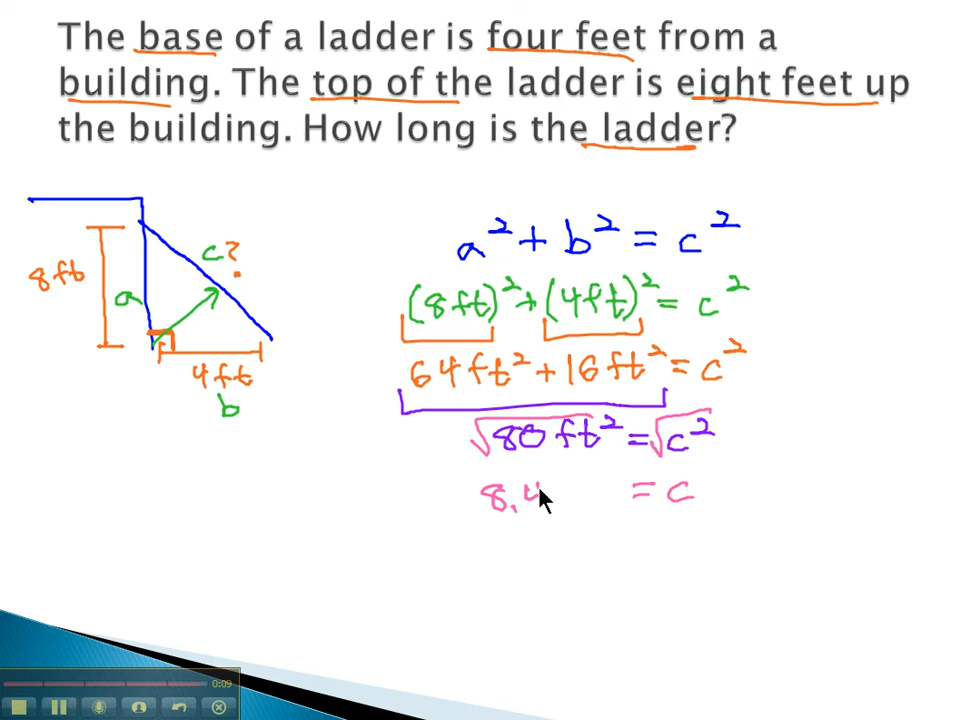 The base of a ladder is four feet from a
building. The top of the ladder is eight feet up
the building. How long is the ladder?
a² + b² = c²
(8ft)² + (4ft)² = c²
64ft² + 16ft² = c²
√80ft² = √c²
8.4 = c
c?
8ft
a
4ft
b
0:09